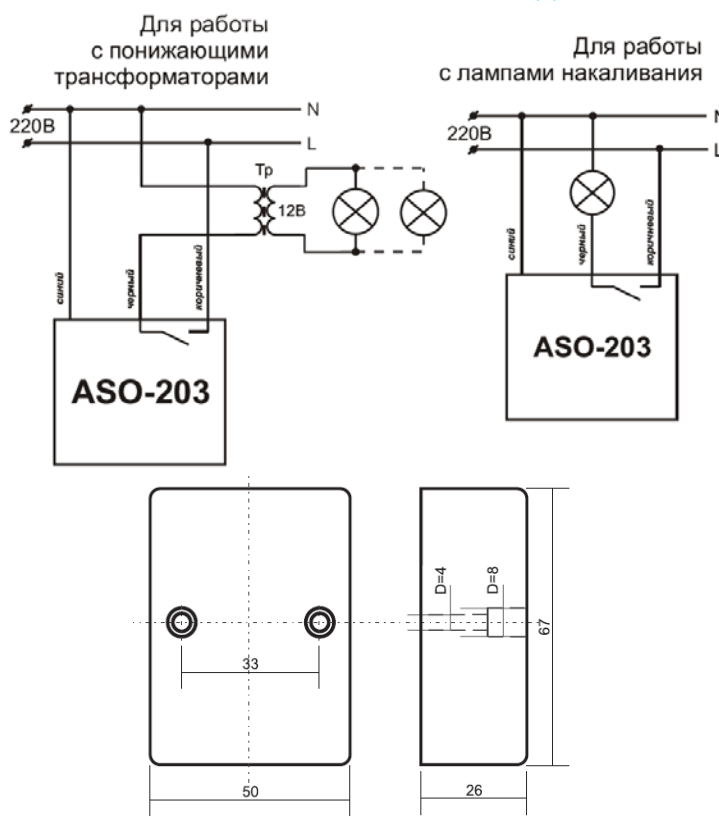 Для работы
с понижающими
трансформаторами
N
220В
L
Тр
12В
синий
черный
коричневый
ASO-203
Для работы
с лампами накаливания
N
220В
L
синий
черный
коричневый
ASO-203
33
50
D=4
D=8
67
26